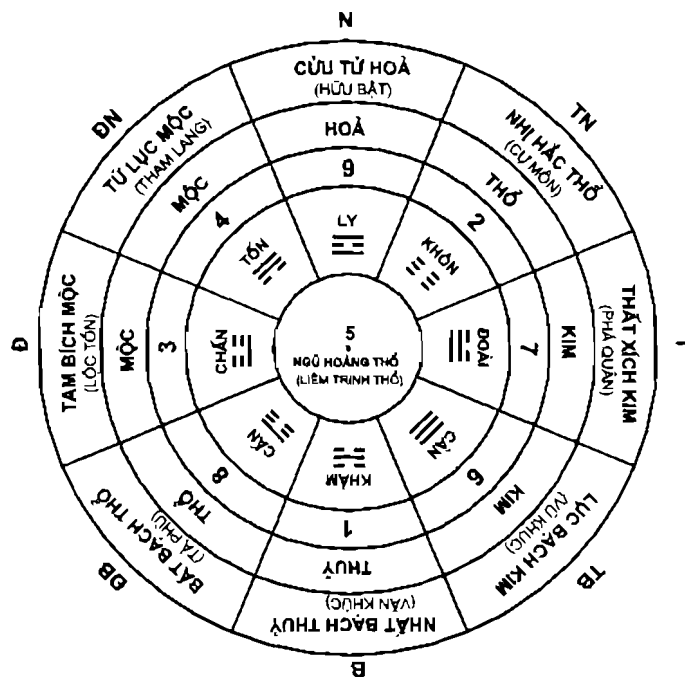 N
CỬU TỬ HOẢ
(HỮU BẬT)
HOẢ
9
LY
TN
NHỊ HẮC THỔ
(CỰ MÔN)
THỔ
2
KHÔN
THẤT XÍCH KIM
(PHÁ QUÂN)
KIM
7
ĐOÀI
TB
LỤC BẠCH KIM
(VŨ KHÚC)
KIM
6
CÀN
B
NHẤT BẠCH THUỶ
(VĂN KHÚC)
THUỶ
1
KHẢM
ĐB
BÁT BẠCH THỔ
(TẢ PHÙ)
THỔ
8
CẤN
Đ
TAM BÍCH MỘC
(LỘC TỒN)
MỘC
3
CHẤN
ĐN
TỨ LỤC MỘC
(THAM LANG)
MỘC
4
TỐN
5
NGŨ HOÀNG THỔ
(LIÊM TRINH THỔ)